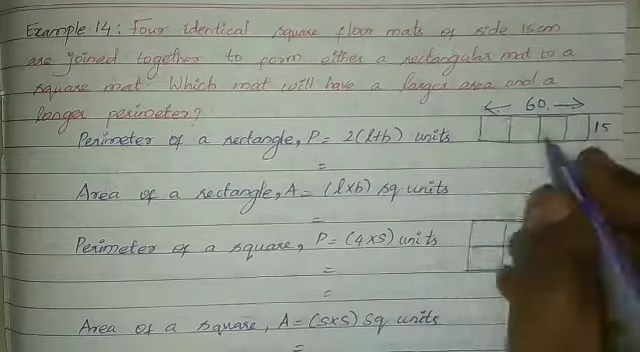 Example 14: Four identical square floor mats of side 15cm
are joined together to form either a rectangular mat or a
square mat. Which mat will have a larger area and a
longer perimeter?
← 60 →
15
Perimeter of a rectangle, P = 2(l+b) units
=
Area of a rectangle, A = (l×b) sq units
=
Perimeter of a square, P = (4×S) units
=
=
Area of a square, A = (S×S) Sq units
=